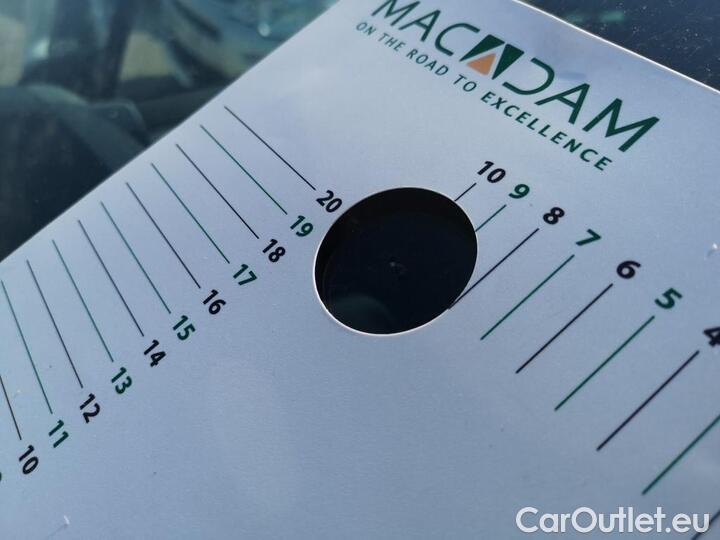 MACADAM
ON THE ROAD TO EXCELLENCE
10 9 8 7 6 5 4
20 19 18 17 16 15 14 13 12 11 10
CarOutlet.eu